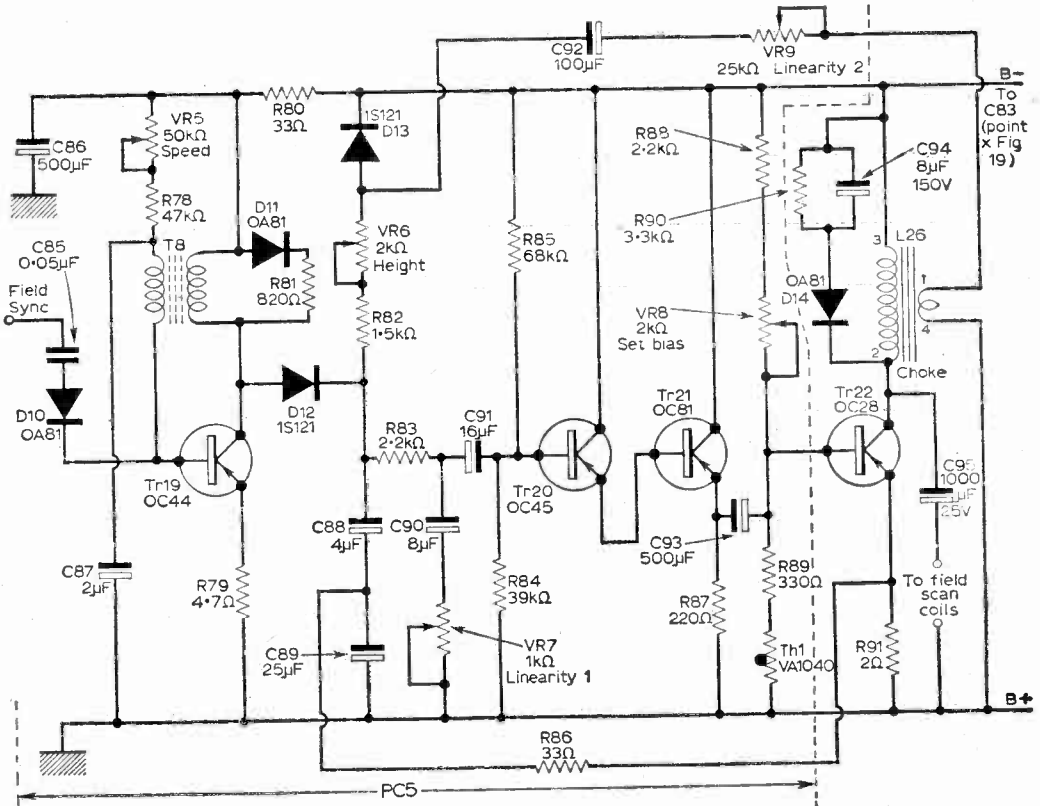 C92
100µF
VR9
25kΩ Linearity 2
B-
To
C83
(point
x Fig
19)
R80
33Ω
1S121
D13
VR5
50kΩ
Speed
C86
500µF
R78
47kΩ
R88
2·2kΩ
C94
8µF
150V
R90
3·3kΩ
C85
0·05µF
Field
Sync
T8
D11
OA81
R81
820Ω
VR6
2kΩ
Height
R85
68kΩ
R82
1·5kΩ
VR8
2kΩ
Set bias
OA81
D14
3
L26
1
4
2
Choke
D10
OA81
D12
1S121
Tr19
OC44
R83
2·2kΩ
C91
16µF
Tr20
OC45
Tr21
OC81
Tr22
OC28
C95
1000
µF
25V
C87
2µF
R79
4·7Ω
C88
4µF
C90
8µF
R84
39kΩ
C93
500µF
R89
330Ω
To field
scan
coils
C89
25µF
VR7
1kΩ
Linearity 1
R87
220Ω
Th1
VA1040
R91
2Ω
B+
R86
33Ω
PC5